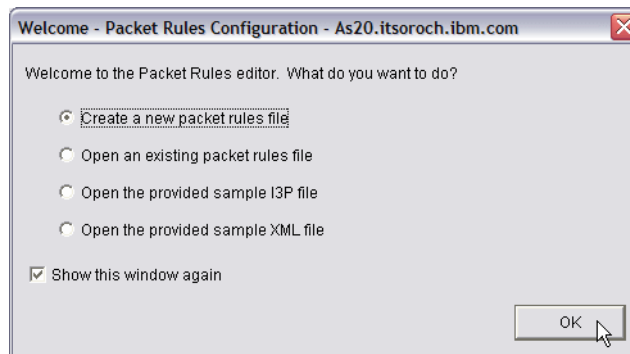 Welcome - Packet Rules Configuration - As20.itsoroch.ibm.com
Welcome to the Packet Rules editor. What do you want to do?
Create a new packet rules file
Open an existing packet rules file
Open the provided sample I3P file
Open the provided sample XML file
Show this window again
OK